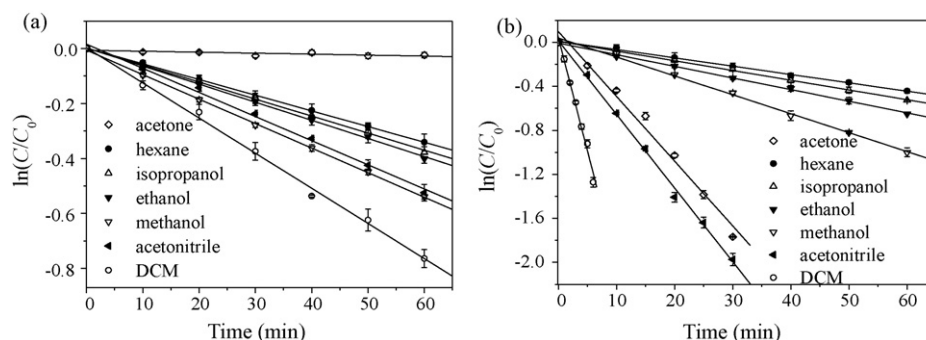 (a)
0.0
-0.2
-0.4
-0.6
-0.8
ln(C/C₀)
acetone
hexane
isopropanol
ethanol
methanol
acetonitrile
DCM
0 10 20 30 40 50 60
Time (min)
(b)
0.0
-0.4
-0.8
-1.2
-1.6
-2.0
ln(C/C₀)
acetone
hexane
isopropanol
ethanol
methanol
acetonitrile
DCM
0 10 20 30 40 50 60
Time (min)